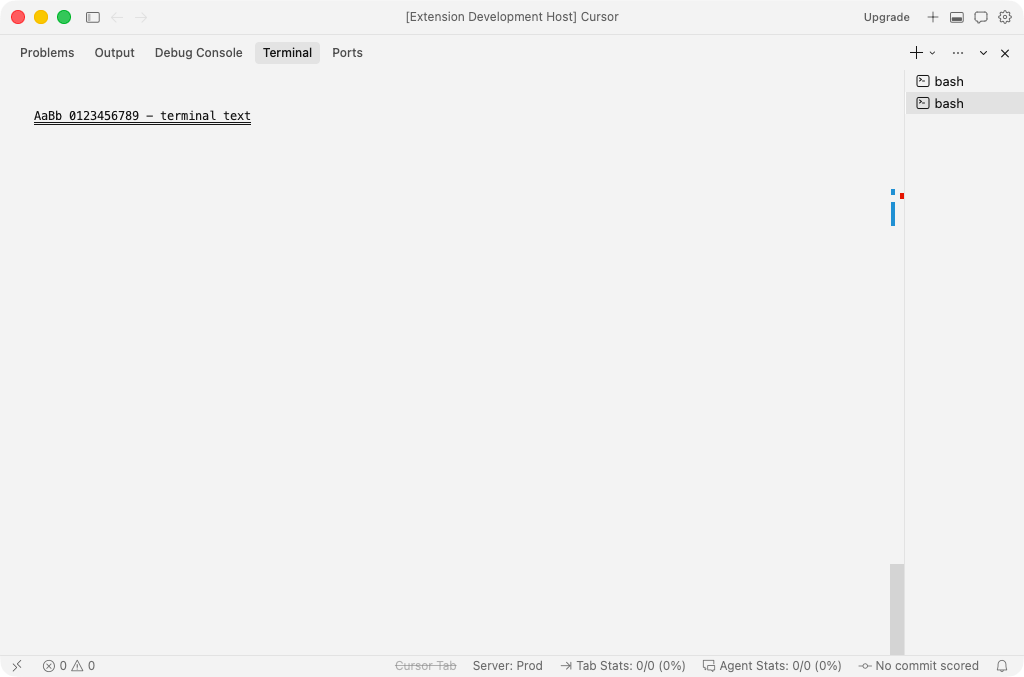 [Extension Development Host] Cursor
Upgrade
Problems Output Debug Console Terminal Ports
bash
bash
AaBb 0123456789 — terminal text
0 0 Cursor Tab Server: Prod Tab Stats: 0/0 (0%) Agent Stats: 0/0 (0%) No commit scored